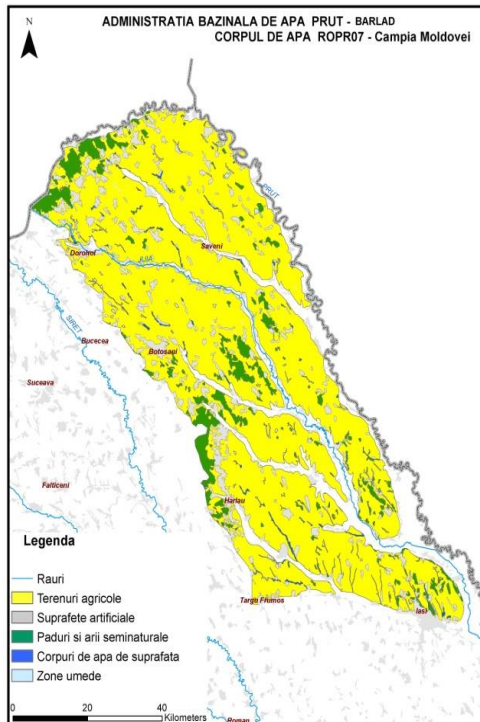 ADMINISTRATIA BAZINALA DE APA PRUT - BARLAD
CORPUL DE APA ROPR07 - Campia Moldovei
N
PRUT
Saveni
Dorohoi
JIJIA
SIRET
Bucecea
Botosani
Suceava
Falticeni
Harlau
Targu Frumos
Iasi
Roman
Legenda
Rauri
Terenuri agricole
Suprafete artificiale
Paduri si arii seminaturale
Corpuri de apa de suprafata
Zone umede
0 20 40
Kilometers